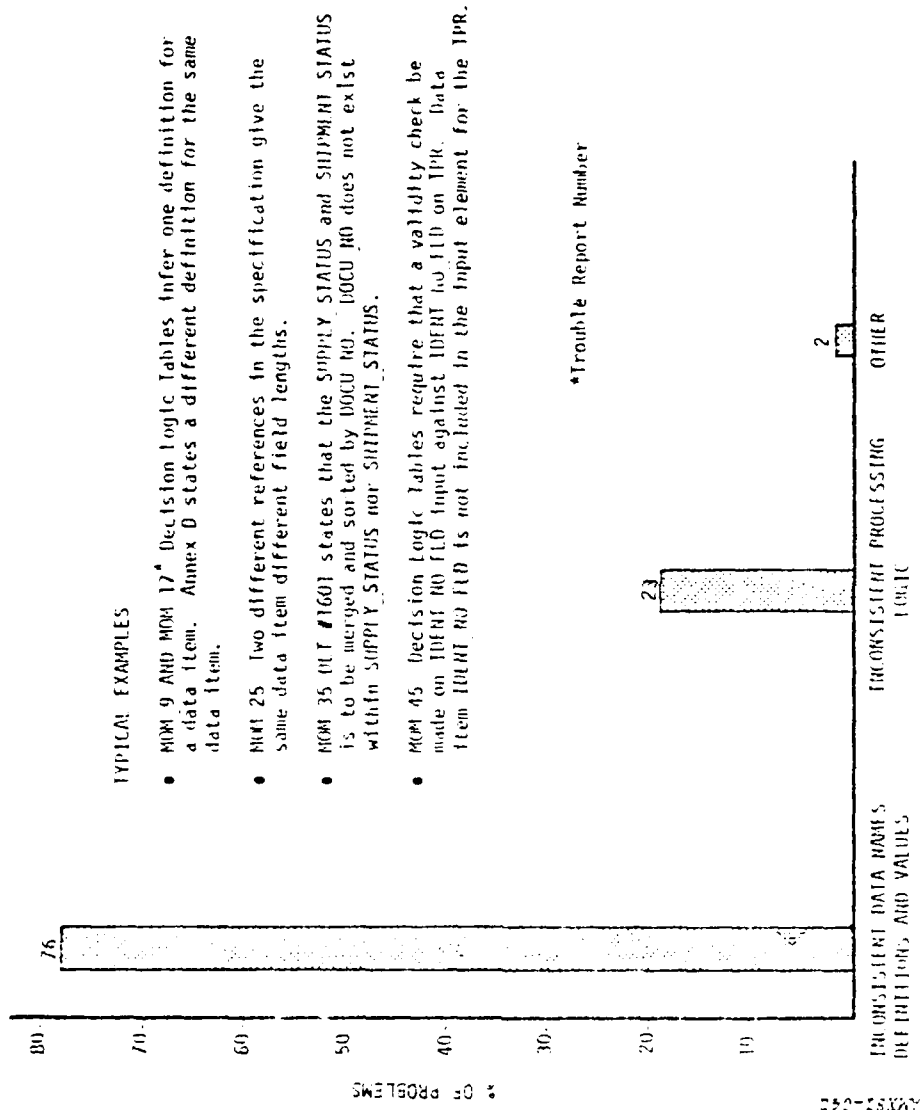 TYPICAL EXAMPLES
• MOM 9 AND MOM 17* Decision Logic Tables infer one definition for
a data item. Annex D states a different definition for the same
data item.
• MOM 25 Two different references in the specification give the
same data item different field lengths.
• MOM 35 DLT #1601 states that the SUPPLY STATUS and SHIPMENT STATUS
is to be merged and sorted by DOCU NO. DOCU NO does not exist
within SUPPLY STATUS nor SHIPMENT STATUS.
• MOM 45 Decision Logic Tables require that a validity check be
made on IDENT NO FLD input against IDENT NO FLD on TPR. Data
item IDENT NO FLD is not included in the input element for the TPR.
*Trouble Report Number
% OF PROBLEMS
80
70
60
50
40
30
20
10
76
23
2
INCONSISTENT DATA NAMES
DEFINITIONS AND VALUES
INCONSISTENT PROCESSING
LOGIC
OTHER